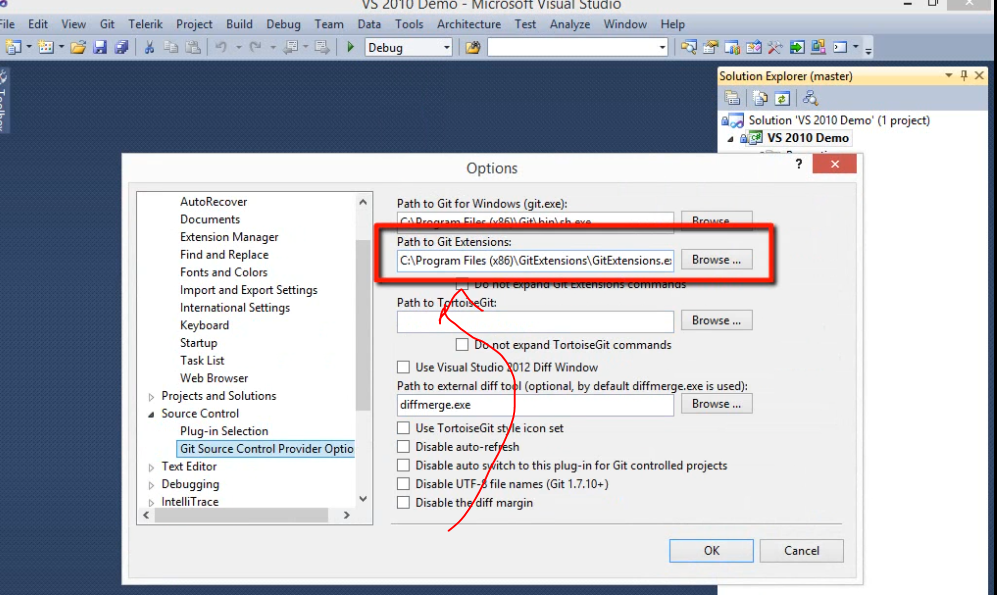 VS 2010 Demo - Microsoft Visual Studio
File Edit View Git Telerik Project Build Debug Team Data Tools Architecture Test Analyze Window Help
Debug
Solution Explorer (master)
Toolbox
Solution 'VS 2010 Demo' (1 project)
VS 2010 Demo
Options
?
AutoRecover
Documents
Extension Manager
Find and Replace
Fonts and Colors
Import and Export Settings
International Settings
Keyboard
Startup
Task List
Web Browser
Projects and Solutions
Source Control
Plug-in Selection
Git Source Control Provider Optio
Text Editor
Debugging
IntelliTrace
Path to Git for Windows (git.exe):
C:\Program Files (x86)\Git\bin\sh.exe
Browse ...
Path to Git Extensions:
C:\Program Files (x86)\GitExtensions\GitExtensions.ex
Browse ...
Do not expand Git Extensions commands
Path to TortoiseGit:
Browse ...
Do not expand TortoiseGit commands
Use Visual Studio 2012 Diff Window
Path to external diff tool (optional, by default diffmerge.exe is used):
diffmerge.exe
Browse ...
Use TortoiseGit style icon set
Disable auto-refresh
Disable auto switch to this plug-in for Git controlled projects
Disable UTF-8 file names (Git 1.7.10+)
Disable the diff margin
OK
Cancel